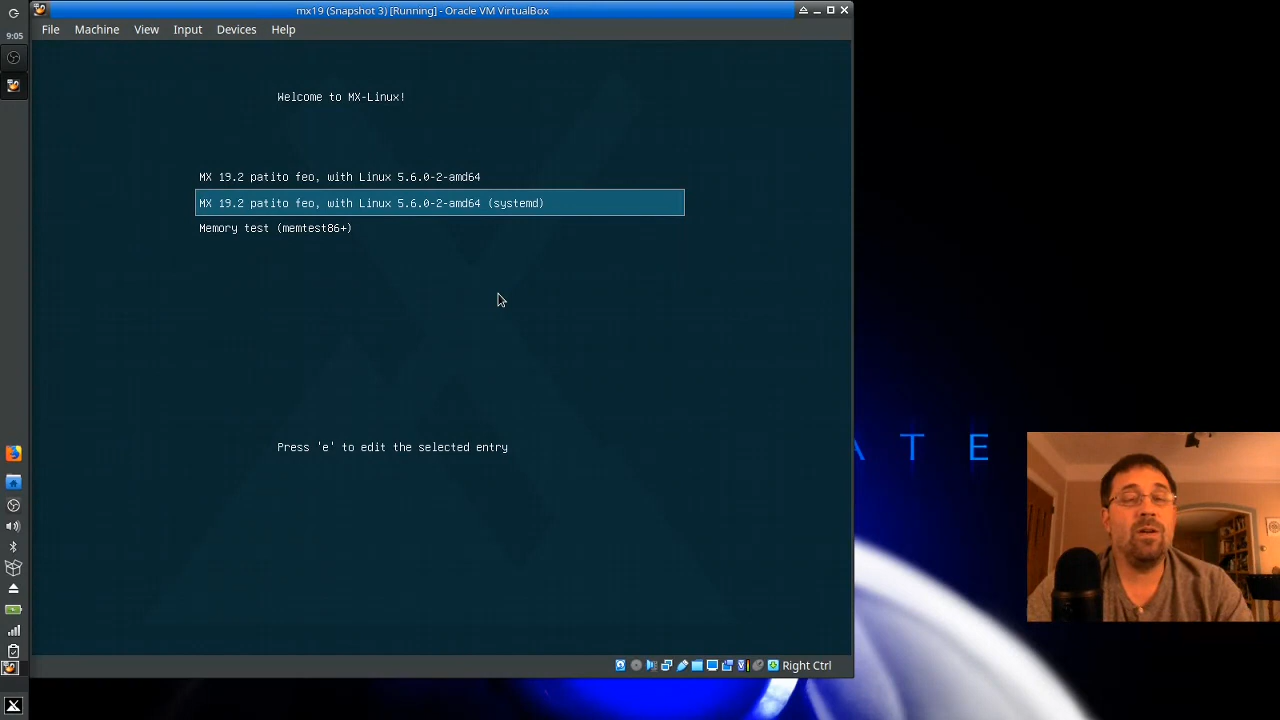 mx19 (Snapshot 3) [Running] - Oracle VM VirtualBox
9:05
File Machine View Input Devices Help
Welcome to MX-Linux!
MX 19.2 patito feo, with Linux 5.6.0-2-amd64
MX 19.2 patito feo, with Linux 5.6.0-2-amd64 (systemd)
Memory test (memtest86+)
Press 'e' to edit the selected entry
A T E
Right Ctrl